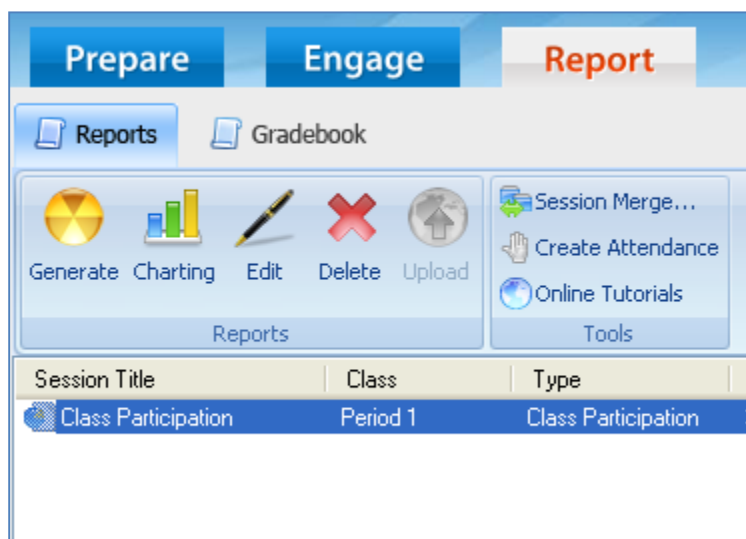 Prepare Engage Report
Reports Gradebook
Session Merge...
Create Attendance
Generate Charting Edit Delete Upload
Online Tutorials
Reports Tools
Session Title Class Type
Class Participation Period 1 Class Participation